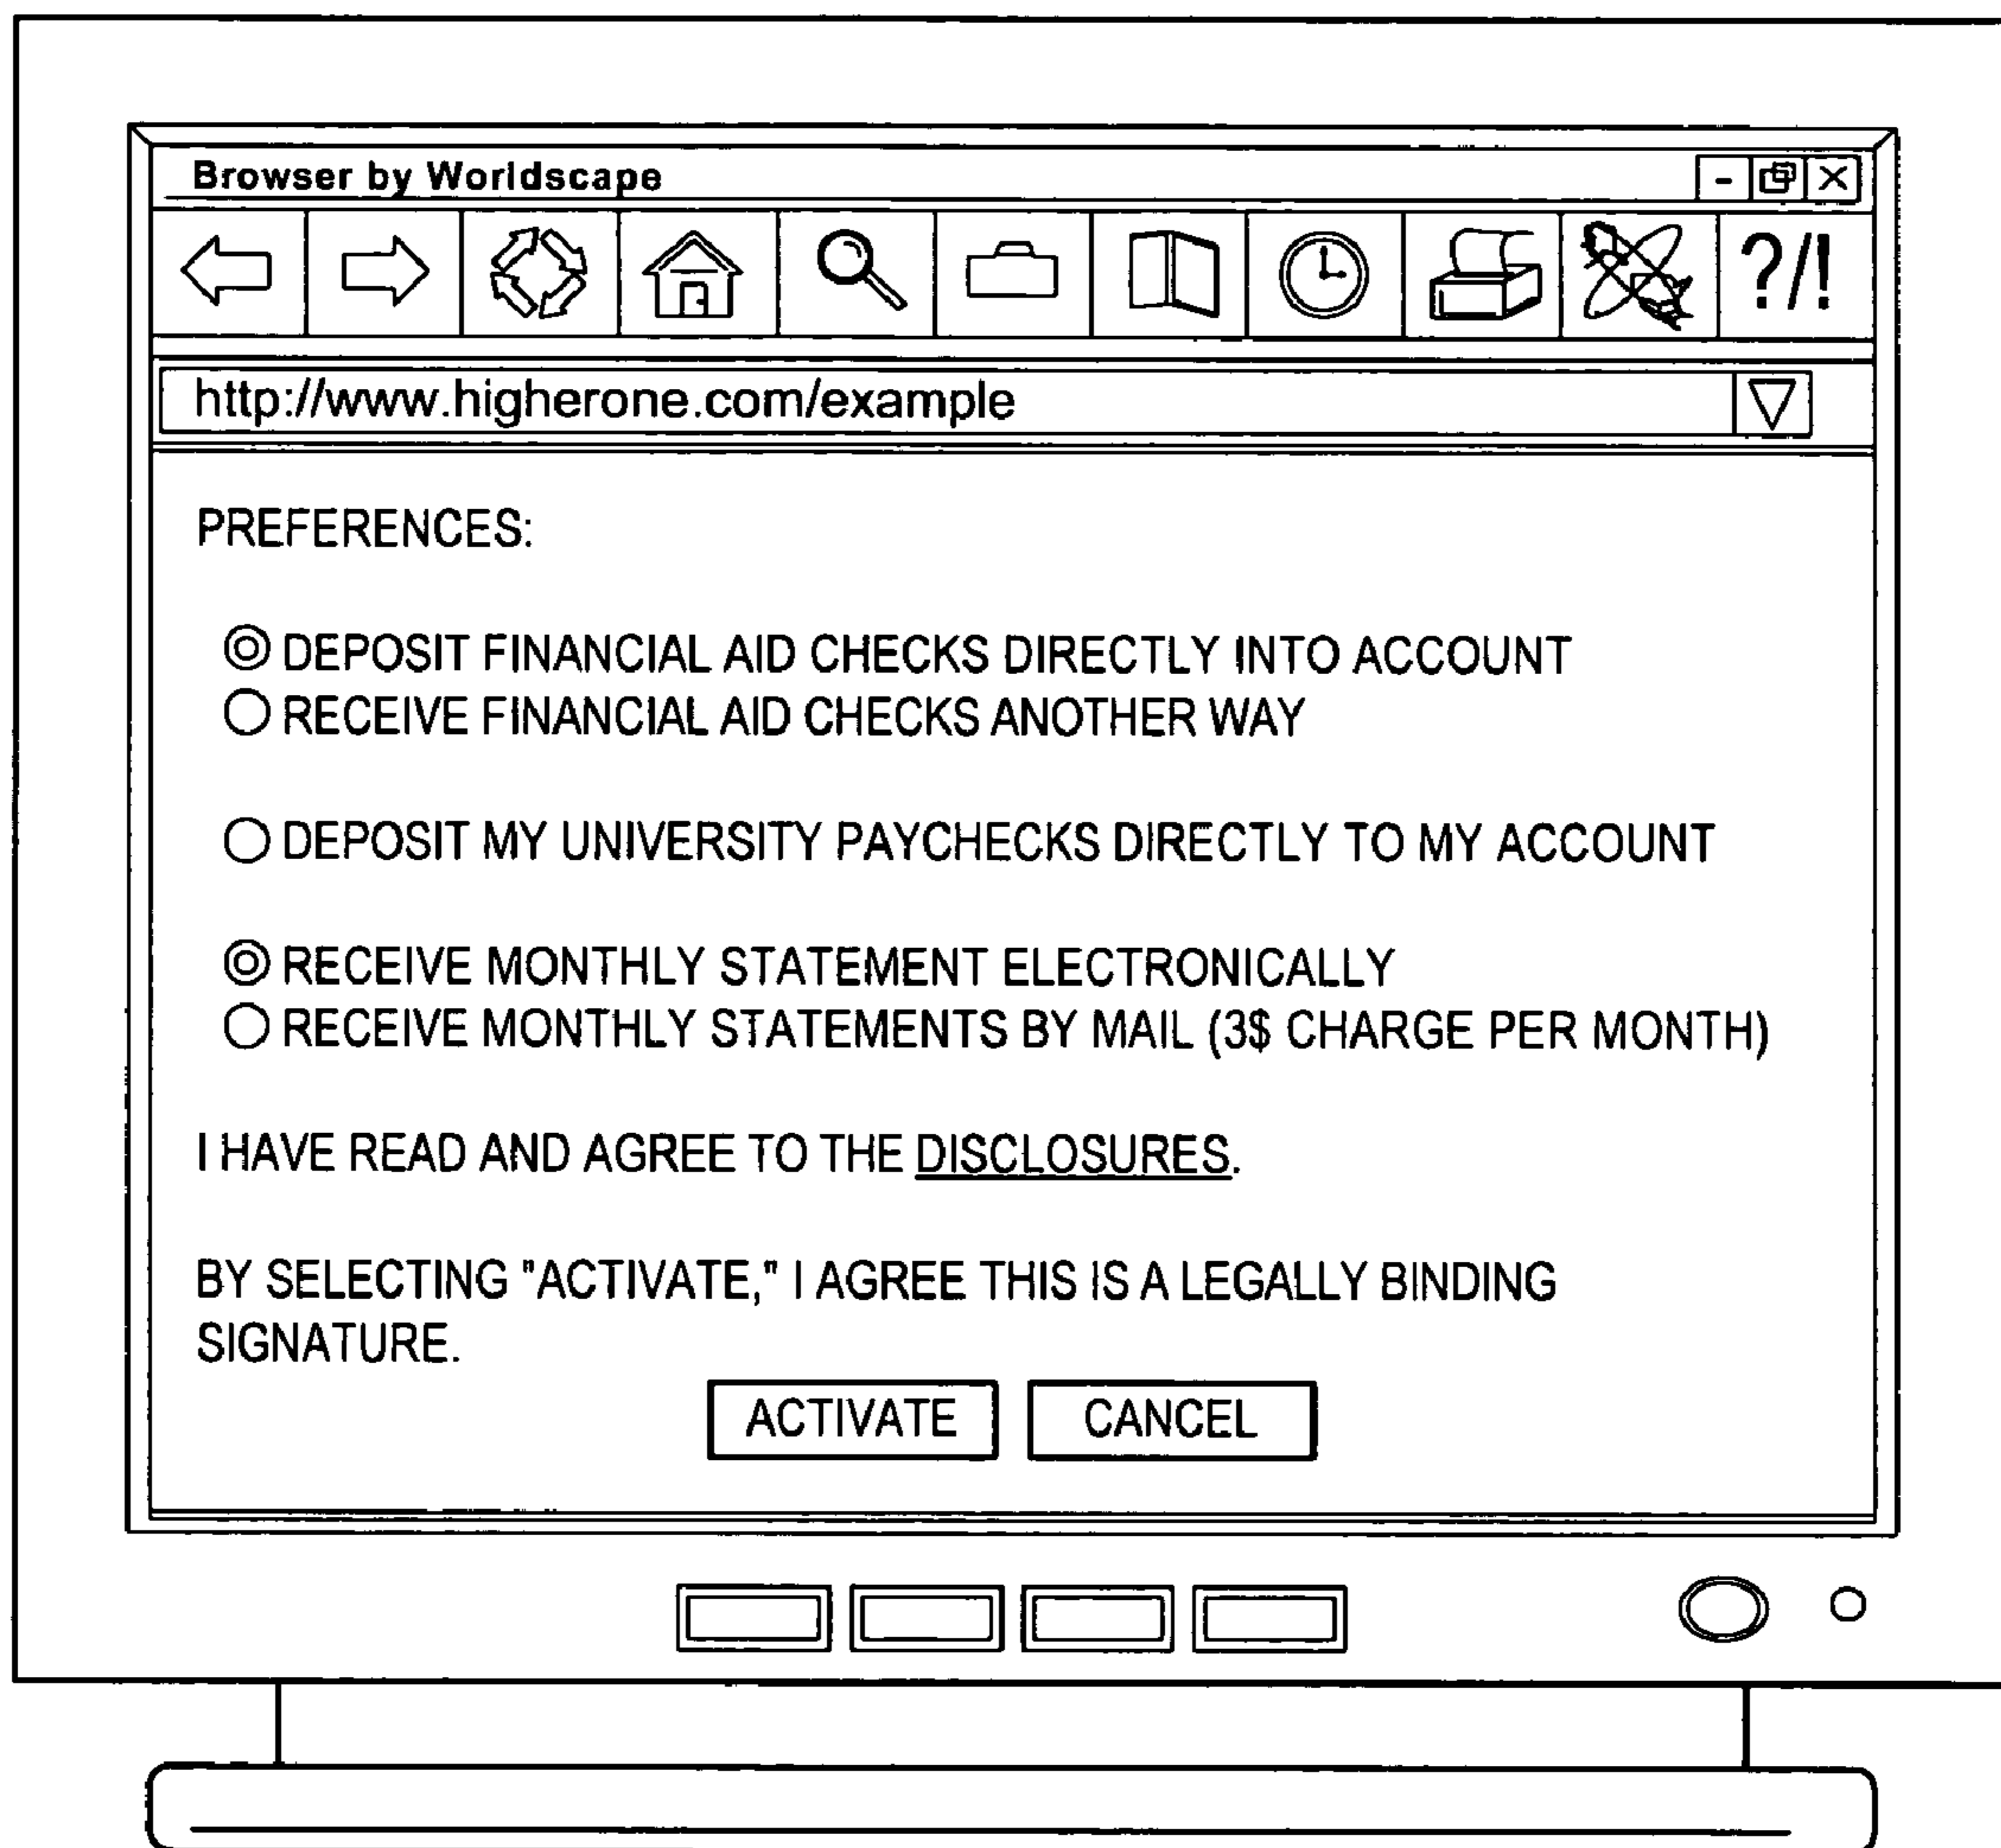 Browser by Worldscape
?/!
http://www.higherone.com/example
PREFERENCES:
DEPOSIT FINANCIAL AID CHECKS DIRECTLY INTO ACCOUNT
RECEIVE FINANCIAL AID CHECKS ANOTHER WAY
DEPOSIT MY UNIVERSITY PAYCHECKS DIRECTLY TO MY ACCOUNT
RECEIVE MONTHLY STATEMENT ELECTRONICALLY
RECEIVE MONTHLY STATEMENTS BY MAIL (3$ CHARGE PER MONTH)
I HAVE READ AND AGREE TO THE DISCLOSURES.
BY SELECTING "ACTIVATE," I AGREE THIS IS A LEGALLY BINDING
SIGNATURE.
ACTIVATE CANCEL